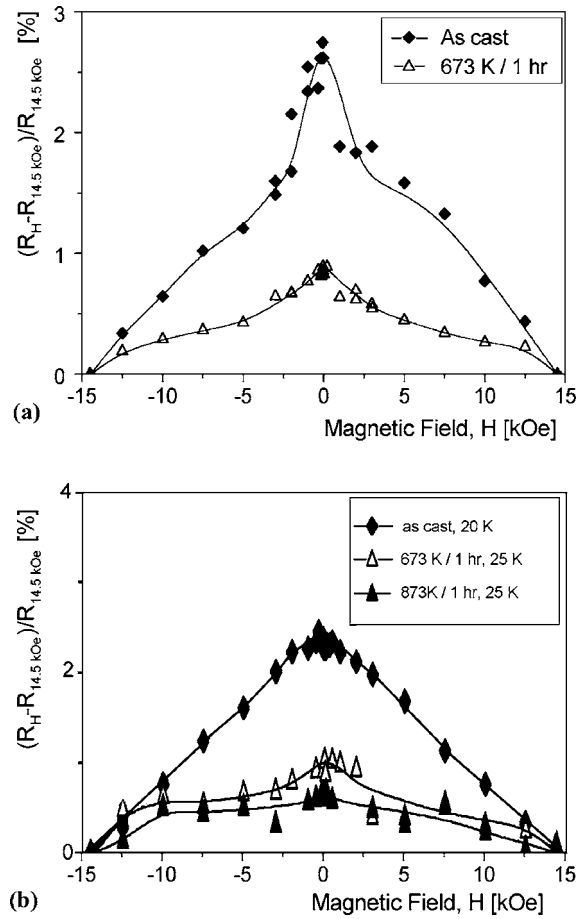 3
2
1
0
(R_H-R_14.5 kOe)/R_14.5 kOe [%]
As cast
673 K / 1 hr
-15 -10 -5 0 5 10 15
(a)
Magnetic Field, H [kOe]
4
2
0
(R_H-R_14.5 kOe)/R_14.5 kOe [%]
as cast, 20 K
673 K / 1 hr, 25 K
873K / 1 hr, 25 K
-15 -10 -5 0 5 10 15
(b)
Magnetic Field, H [kOe]